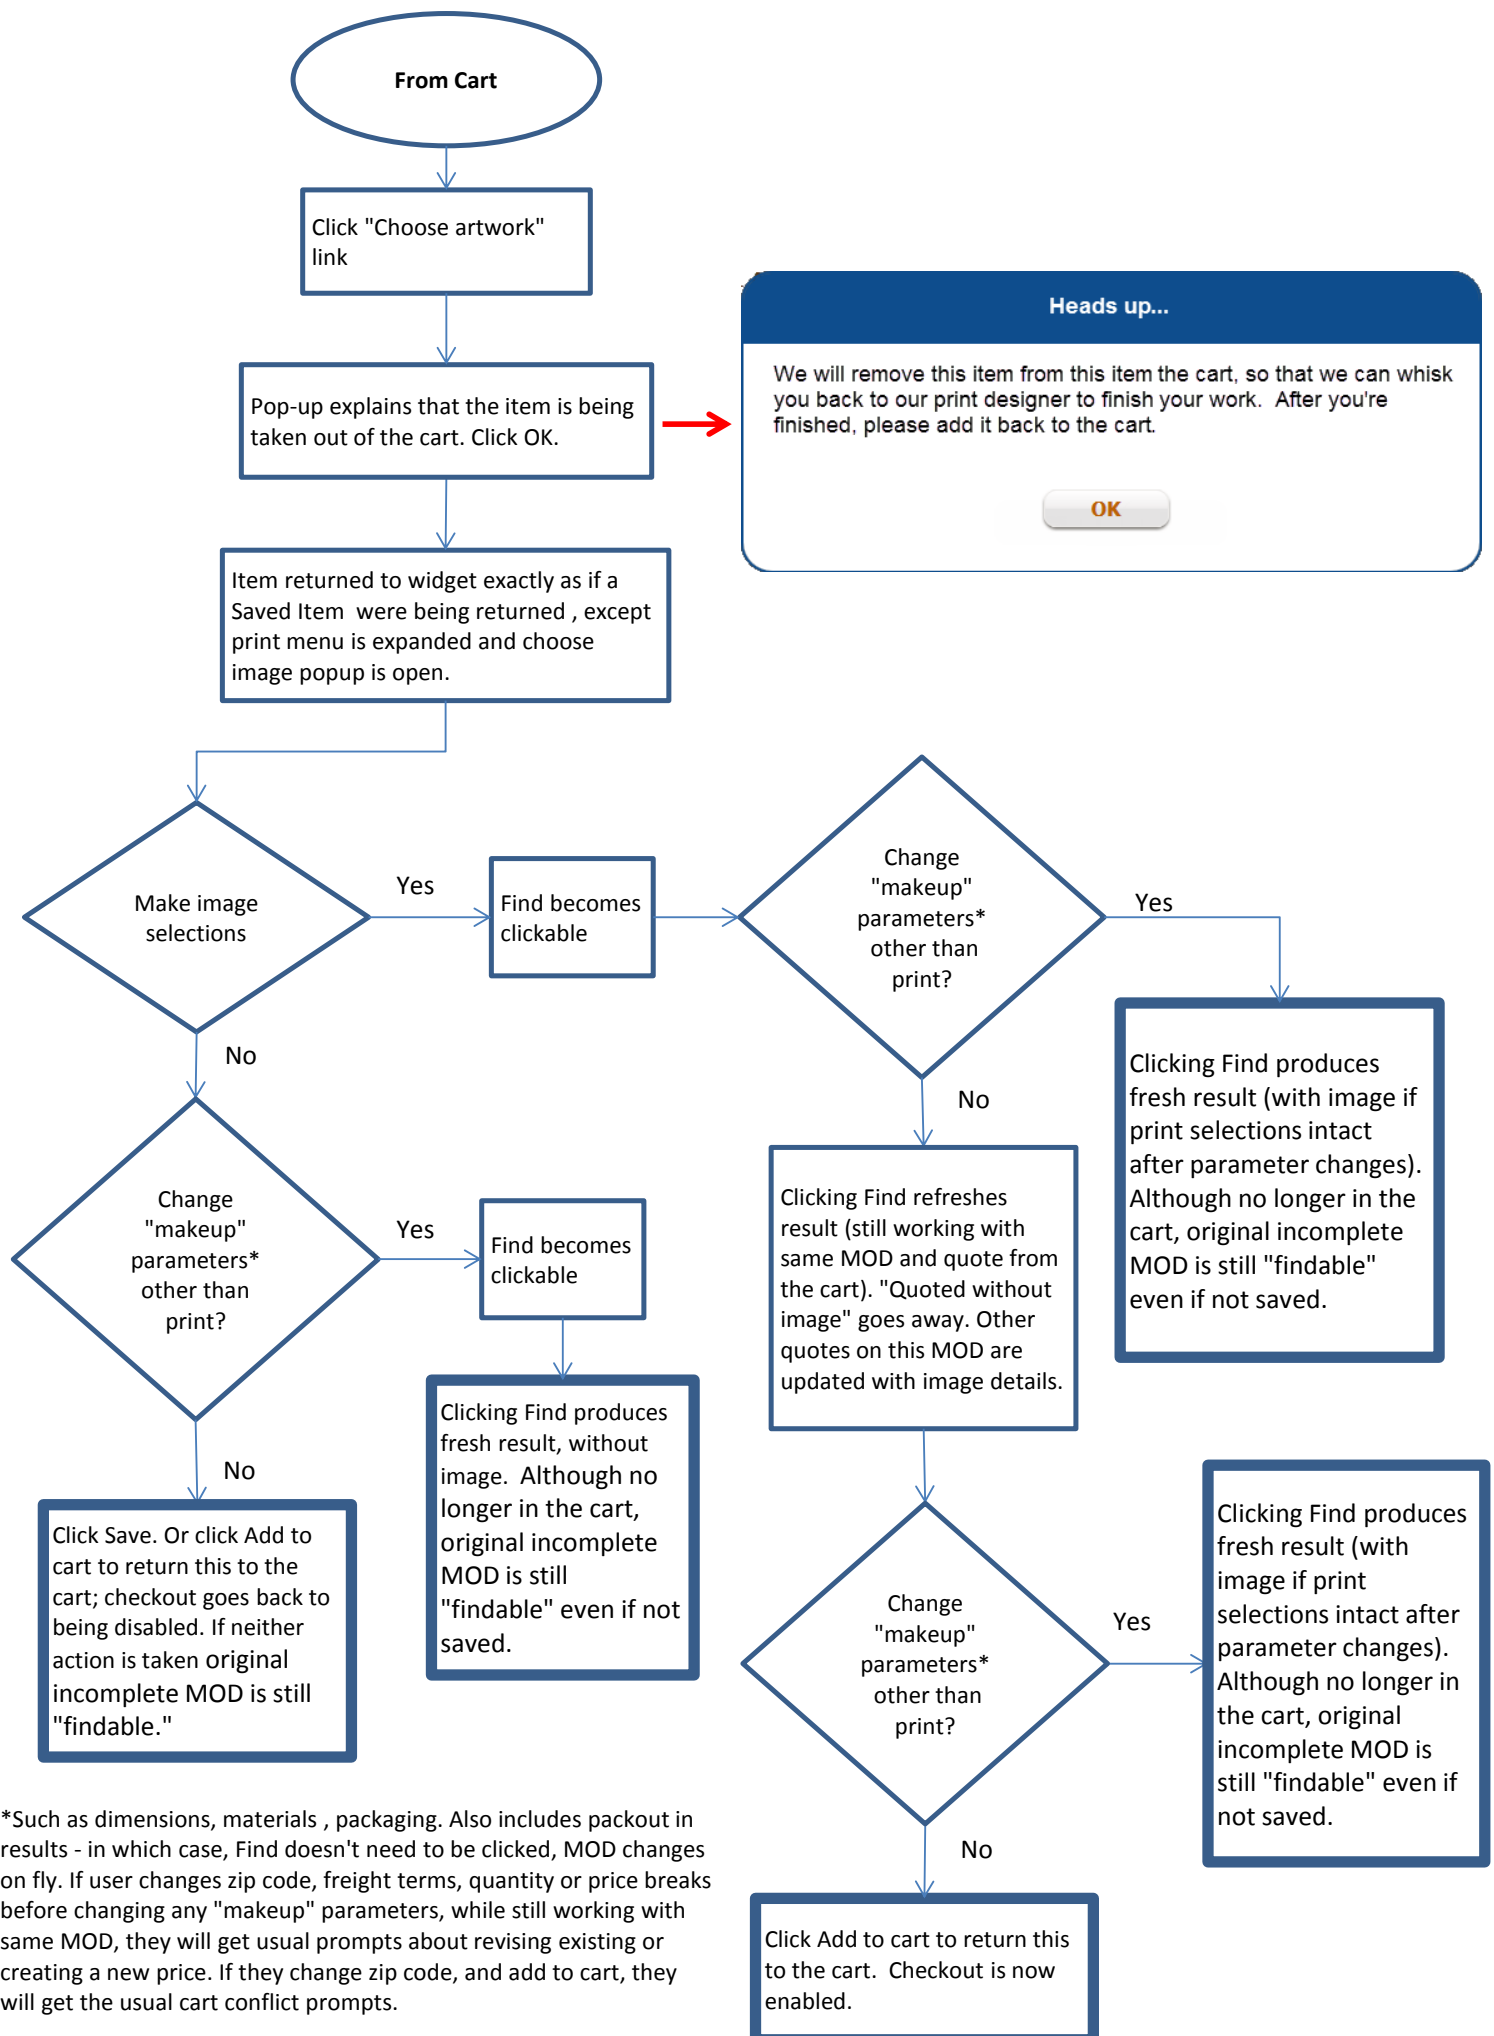 From Cart
Click "Choose artwork"
link
Heads up...
We will remove this item from this item the cart, so that we can whisk
you back to our print designer to finish your work.  After you're
finished, please add it back to the cart.
OK
Pop-up explains that the item is being
taken out of the cart. Click OK.
Item returned to widget exactly as if a
Saved Item  were being returned , except
print menu is expanded and choose
image popup is open.
Make image
selections
Yes
Find becomes
clickable
Change
"makeup"
parameters*
other than
print?
Yes
Clicking Find produces
fresh result (with image if
print selections intact
after parameter changes).
Although no longer in the
cart, original incomplete
MOD is still "findable"
even if not saved.
No
Change
"makeup"
parameters*
other than
print?
Yes
Find becomes
clickable
Clicking Find produces
fresh result, without
image.  Although no
longer in the cart,
original incomplete
MOD is still
"findable" even if not
saved.
No
Click Save. Or click Add to
cart to return this to the
cart; checkout goes back to
being disabled. If neither
action is taken original
incomplete MOD is still
"findable."
No
Clicking Find refreshes
result (still working with
same MOD and quote from
the cart). "Quoted without
image" goes away. Other
quotes on this MOD are
updated with image details.
Change
"makeup"
parameters*
other than
print?
Yes
Clicking Find produces
fresh result (with
image if print
selections intact after
parameter changes).
Although no longer in
the cart, original
incomplete MOD is
still "findable" even if
not saved.
No
Click Add to cart to return this
to the cart.  Checkout is now
enabled.
*Such as dimensions, materials , packaging. Also includes packout in
results - in which case, Find doesn't need to be clicked, MOD changes
on fly. If user changes zip code, freight terms, quantity or price breaks
before changing any "makeup" parameters, while still working with
same MOD, they will get usual prompts about revising existing or
creating a new price. If they change zip code, and add to cart, they
will get the usual cart conflict prompts.